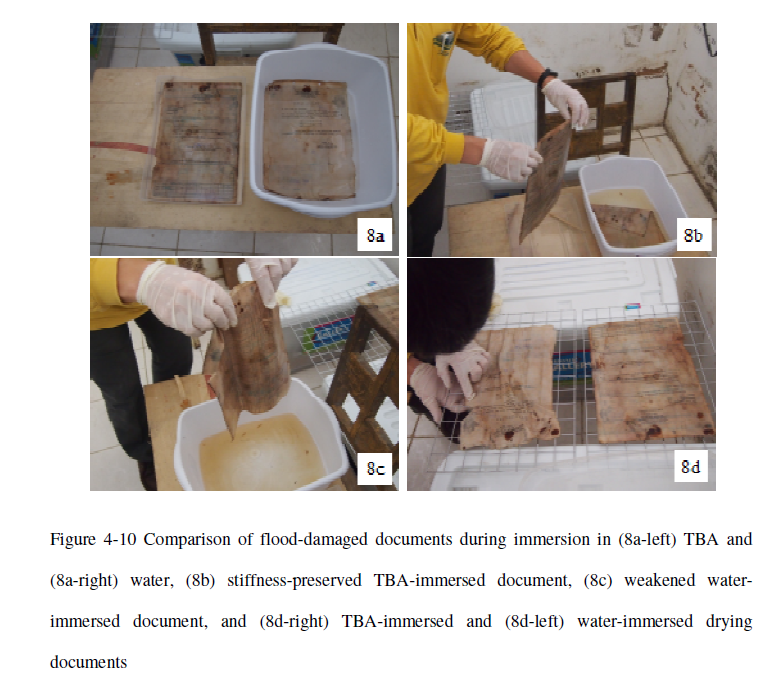 8a
8b
8c
8d
Figure 4-10 Comparison of flood-damaged documents during immersion in (8a-left) TBA and
(8a-right) water, (8b) stiffness-preserved TBA-immersed document, (8c) weakened water-
immersed document, and (8d-right) TBA-immersed and (8d-left) water-immersed drying
documents